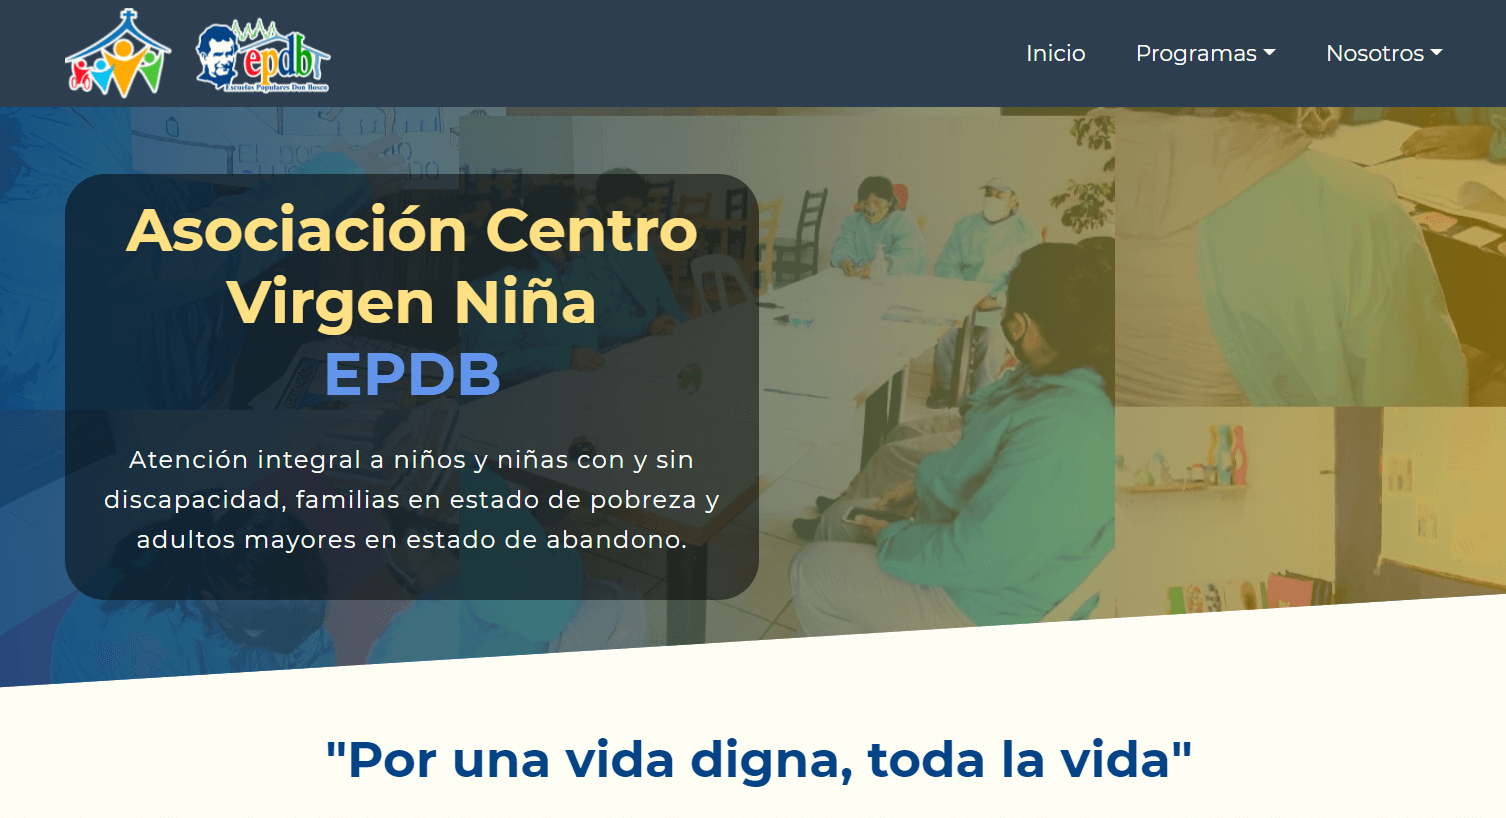 epdb
Escuelas Populares Don Bosco
Inicio
Programas
Nosotros
Asociación Centro
Virgen Niña
EPDB
Atención integral a niños y niñas con y sin
discapacidad, familias en estado de pobreza y
adultos mayores en estado de abandono.
"Por una vida digna, toda la vida"